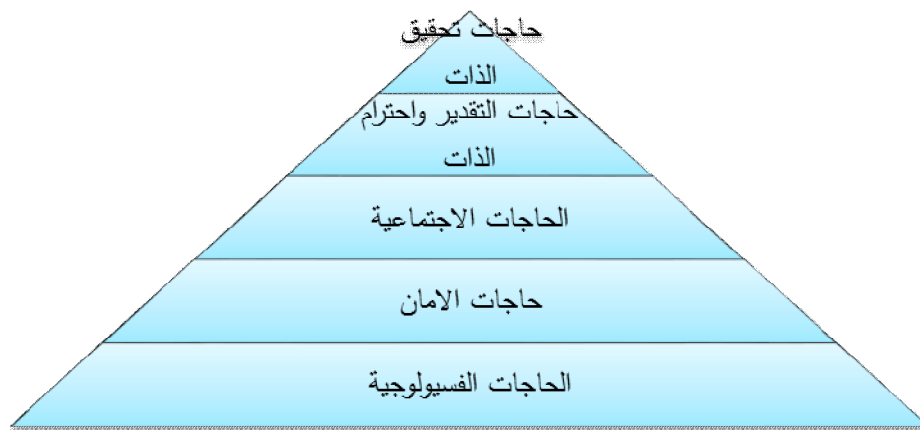 حاجات تحقيق
الذات
حاجات التقدير واحترام
الذات
الحاجات الاجتماعية
حاجات الامان
الحاجات الفسيولوجية